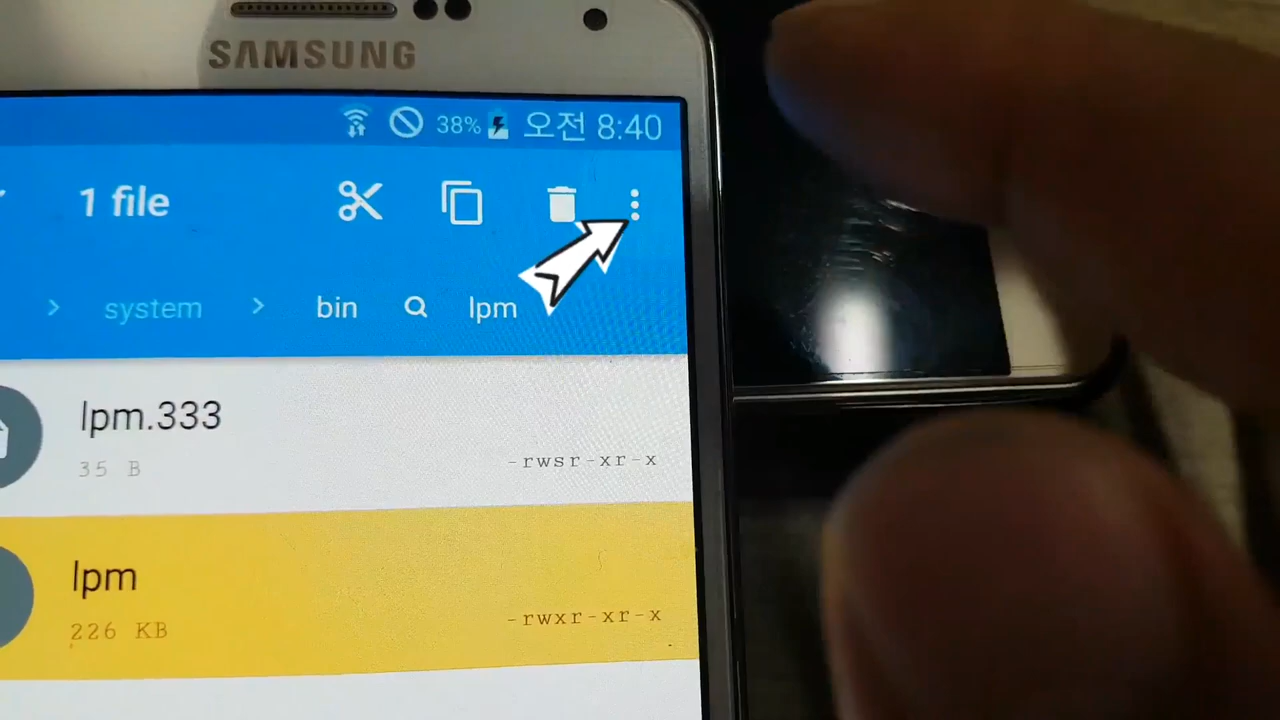 SAMSUNG
38% 오전 8:40
1 file
system bin lpm
lpm.333
35 B
-rwsr-xr-x
lpm
226 KB
-rwxr-xr-x